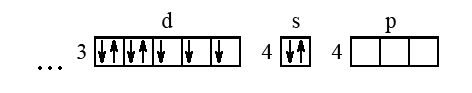 d s p
... 3 ↓↑ ↓↑ ↓ ↓ ↓ 4 ↓↑ 4